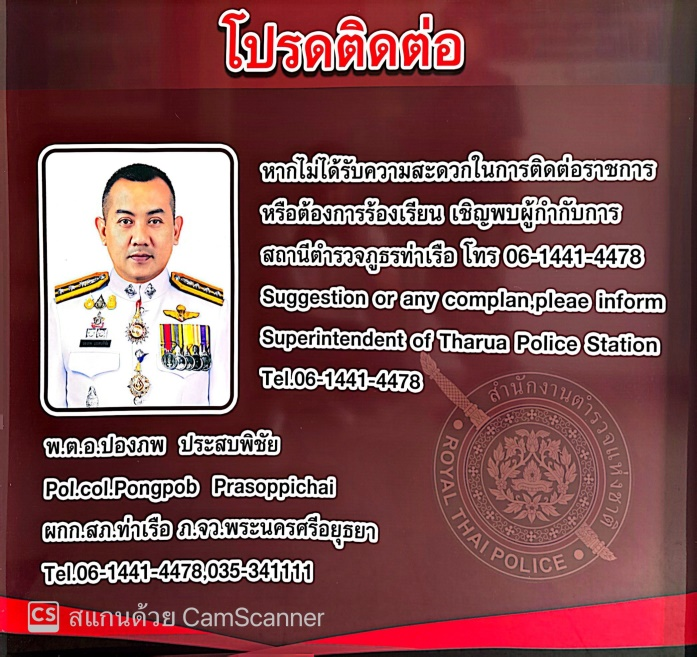 โปรดติดต่อ
หากไม่ได้รับความสะดวกในการติดต่อราชการ
หรือต้องการร้องเรียน เชิญพบผู้กำกับการ
สถานีตำรวจภูธรท่าเรือ โทร 06-1441-4478
Suggestion or any complan,pleae inform
Superintendent of Tharua Police Station
Tel.06-1441-4478
พ.ต.อ.ปองภพ ประสบพิชัย
Pol.col.Pongpob Prasoppichai
ผกก.สภ.ท่าเรือ ภ.จว.พระนครศรีอยุธยา
Tel.06-1441-4478,035-341111
สำนักงานตำรวจแห่งชาติ
ROYAL THAI POLICE
CS สแกนด้วย CamScanner